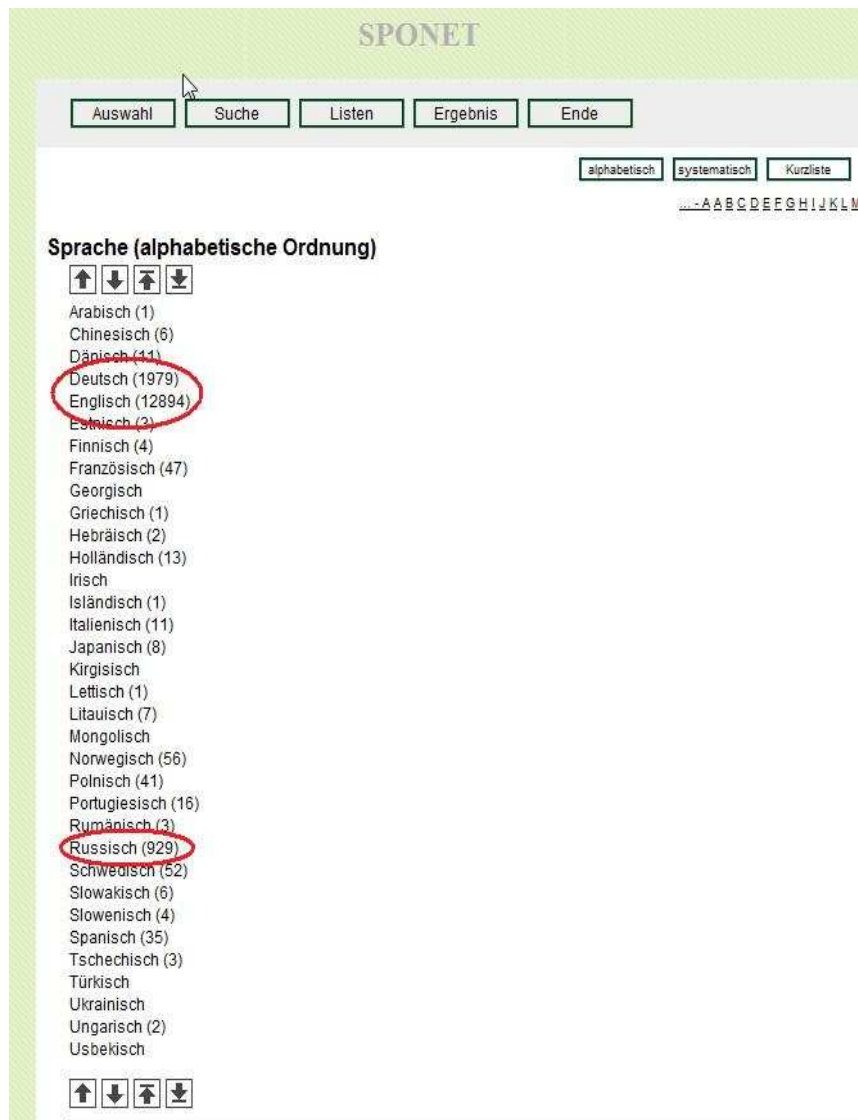 SPONET
Auswahl Suche Listen Ergebnis Ende
alphabetisch systematisch Kurzliste
... - A A B C D E F G H I J K L M
Sprache (alphabetische Ordnung)
Arabisch (1)
Chinesisch (6)
Dänisch (11)
Deutsch (1979)
Englisch (12894)
Estnisch (3)
Finnisch (4)
Französisch (47)
Georgisch
Griechisch (1)
Hebräisch (2)
Holländisch (13)
Irisch
Isländisch (1)
Italienisch (11)
Japanisch (8)
Kirgisisch
Lettisch (1)
Litauisch (7)
Mongolisch
Norwegisch (56)
Polnisch (41)
Portugiesisch (16)
Rumänisch (3)
Russisch (929)
Schwedisch (52)
Slowakisch (6)
Slowenisch (4)
Spanisch (35)
Tschechisch (3)
Türkisch
Ukrainisch
Ungarisch (2)
Usbekisch